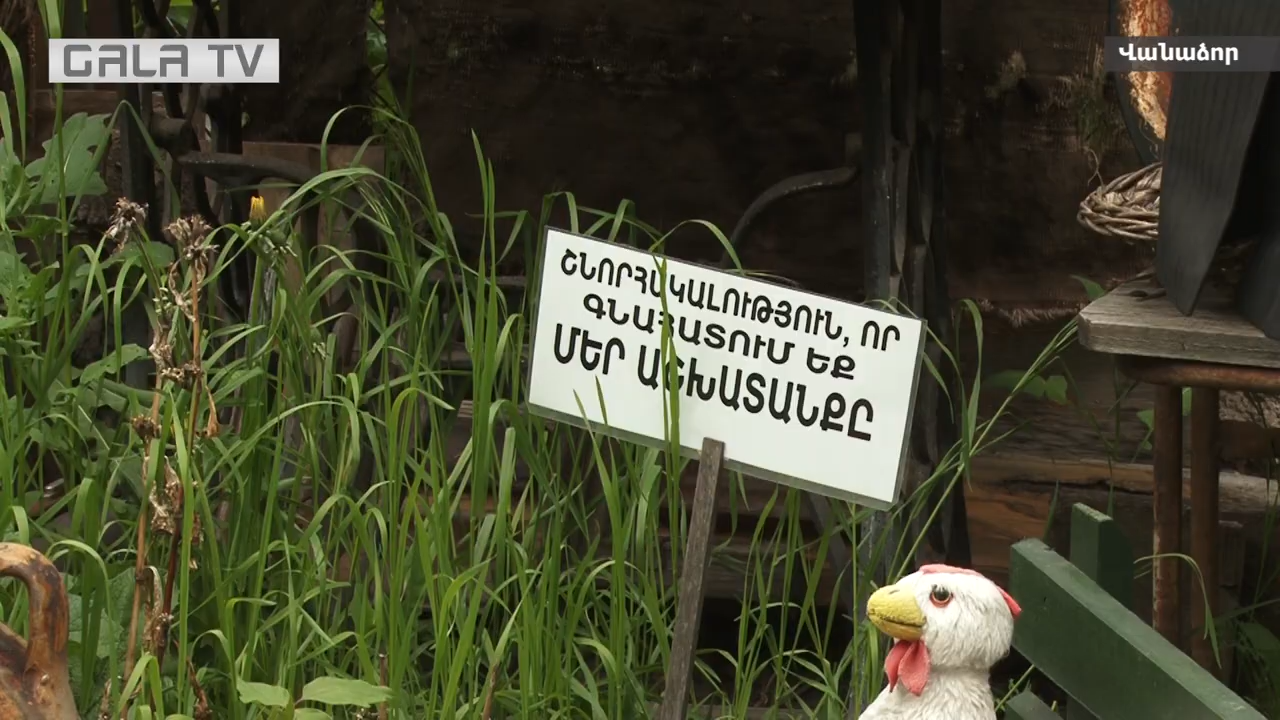 GALA TV
Վանաձոր
ՇՆՈՐՀԱԿԱԼՈՒԹՅՈՒՆ, ՈՐ
ԳՆԱՀԱՏՈՒՄ ԵՔ
ՄԵՐ ԱՇԽԱՏԱՆՔԸ